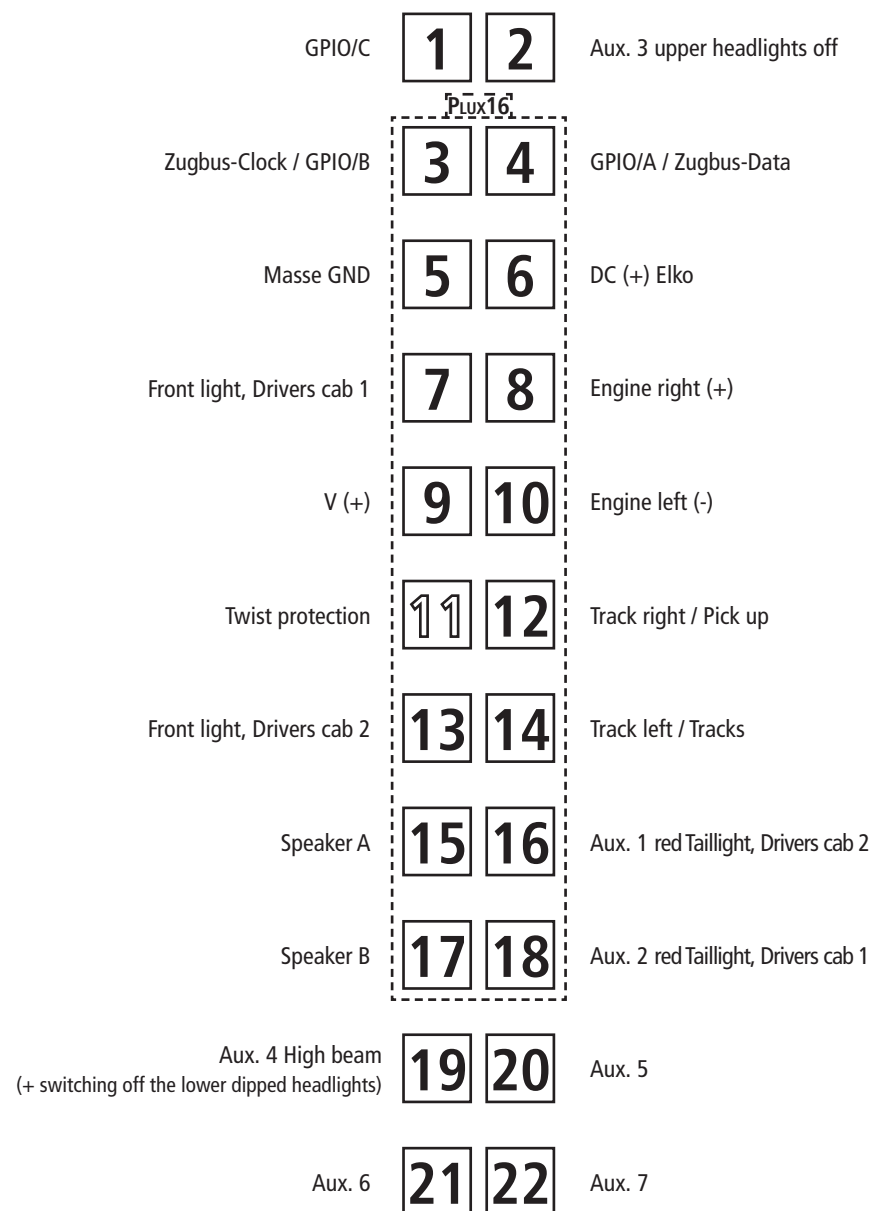 GPIO/C 1 2 Aux. 3 upper headlights off
PLUX16
Zugbus-Clock / GPIO/B 3 4 GPIO/A / Zugbus-Data
Masse GND 5 6 DC (+) Elko
Front light, Drivers cab 1 7 8 Engine right (+)
V (+) 9 10 Engine left (-)
Twist protection 11 12 Track right / Pick up
Front light, Drivers cab 2 13 14 Track left / Tracks
Speaker A 15 16 Aux. 1 red Taillight, Drivers cab 2
Speaker B 17 18 Aux. 2 red Taillight, Drivers cab 1
Aux. 4 High beam
(+ switching off the lower dipped headlights) 19 20 Aux. 5
Aux. 6 21 22 Aux. 7